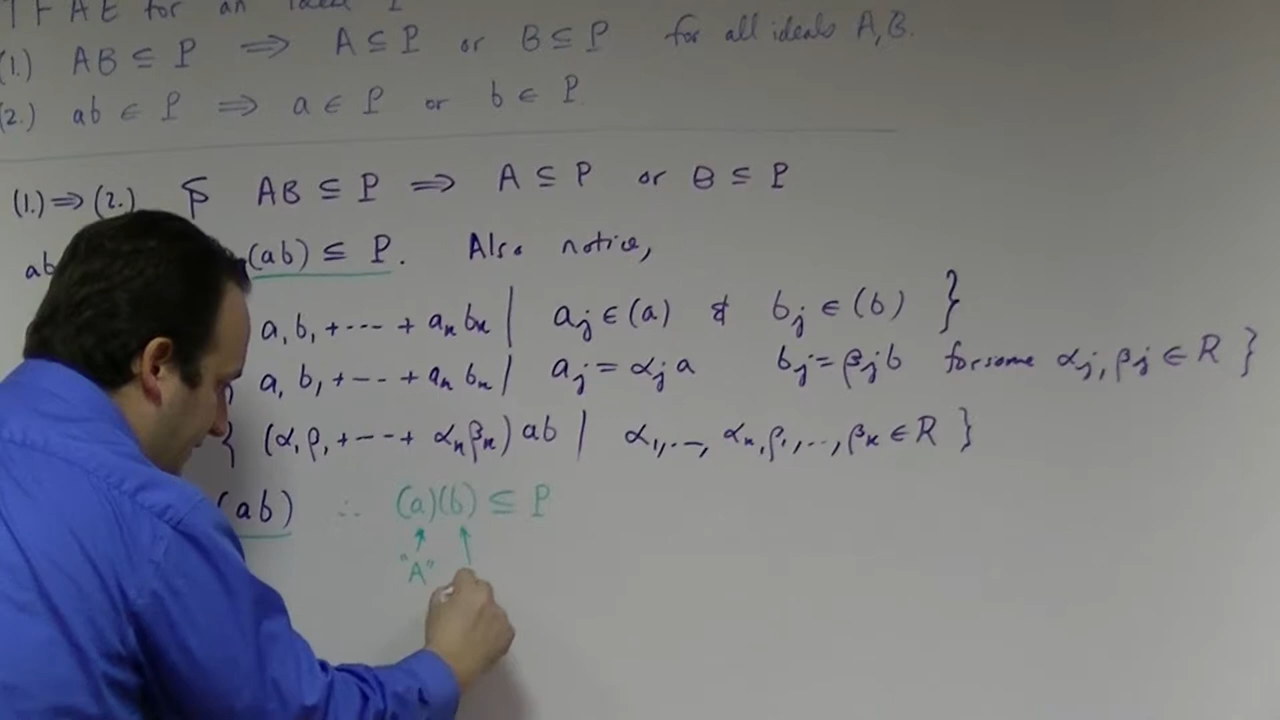 TFAE for an ideal P
(1.) AB ⊆ P ⟹ A ⊆ P or B ⊆ P for all ideals A,B.
(2.) ab ∈ P ⟹ a ∈ P or b ∈ P
(1.) ⟹ (2.) AB ⊆ P ⟹ A ⊆ P or B ⊆ P
ab (ab) ⊆ P. Also notice,
a₁b₁ + ⋯ + aₙbₙ | aⱼ ∈ (a) & bⱼ ∈ (b) }
a₁b₁ + ⋯ + aₙbₙ | aⱼ = αⱼa bⱼ = βⱼb for some αⱼ, βⱼ ∈ R }
{ (α₁β₁ + ⋯ + αₙβₙ) ab | α₁, …, αₙ, β₁, …, βₙ ∈ R }
(ab) ∴ (a)(b) ⊆ P
"A"